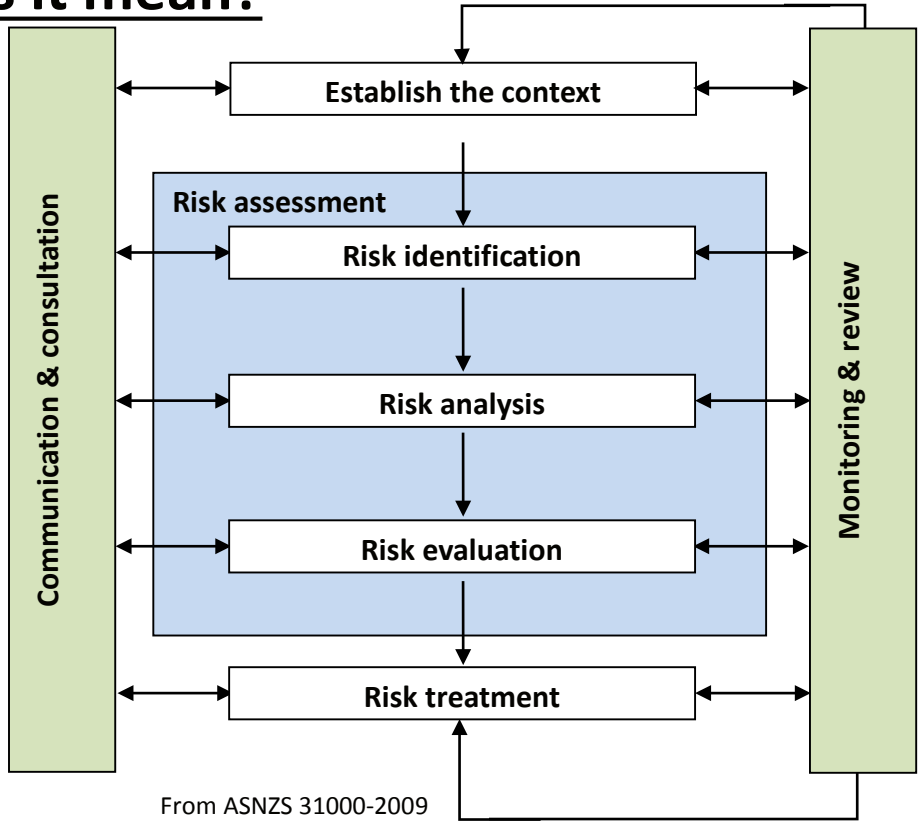 s it mean?
Establish the context
Risk assessment
Risk identification
Risk analysis
Risk evaluation
Risk treatment
Communication & consultation
Monitoring & review
From ASNZS 31000-2009